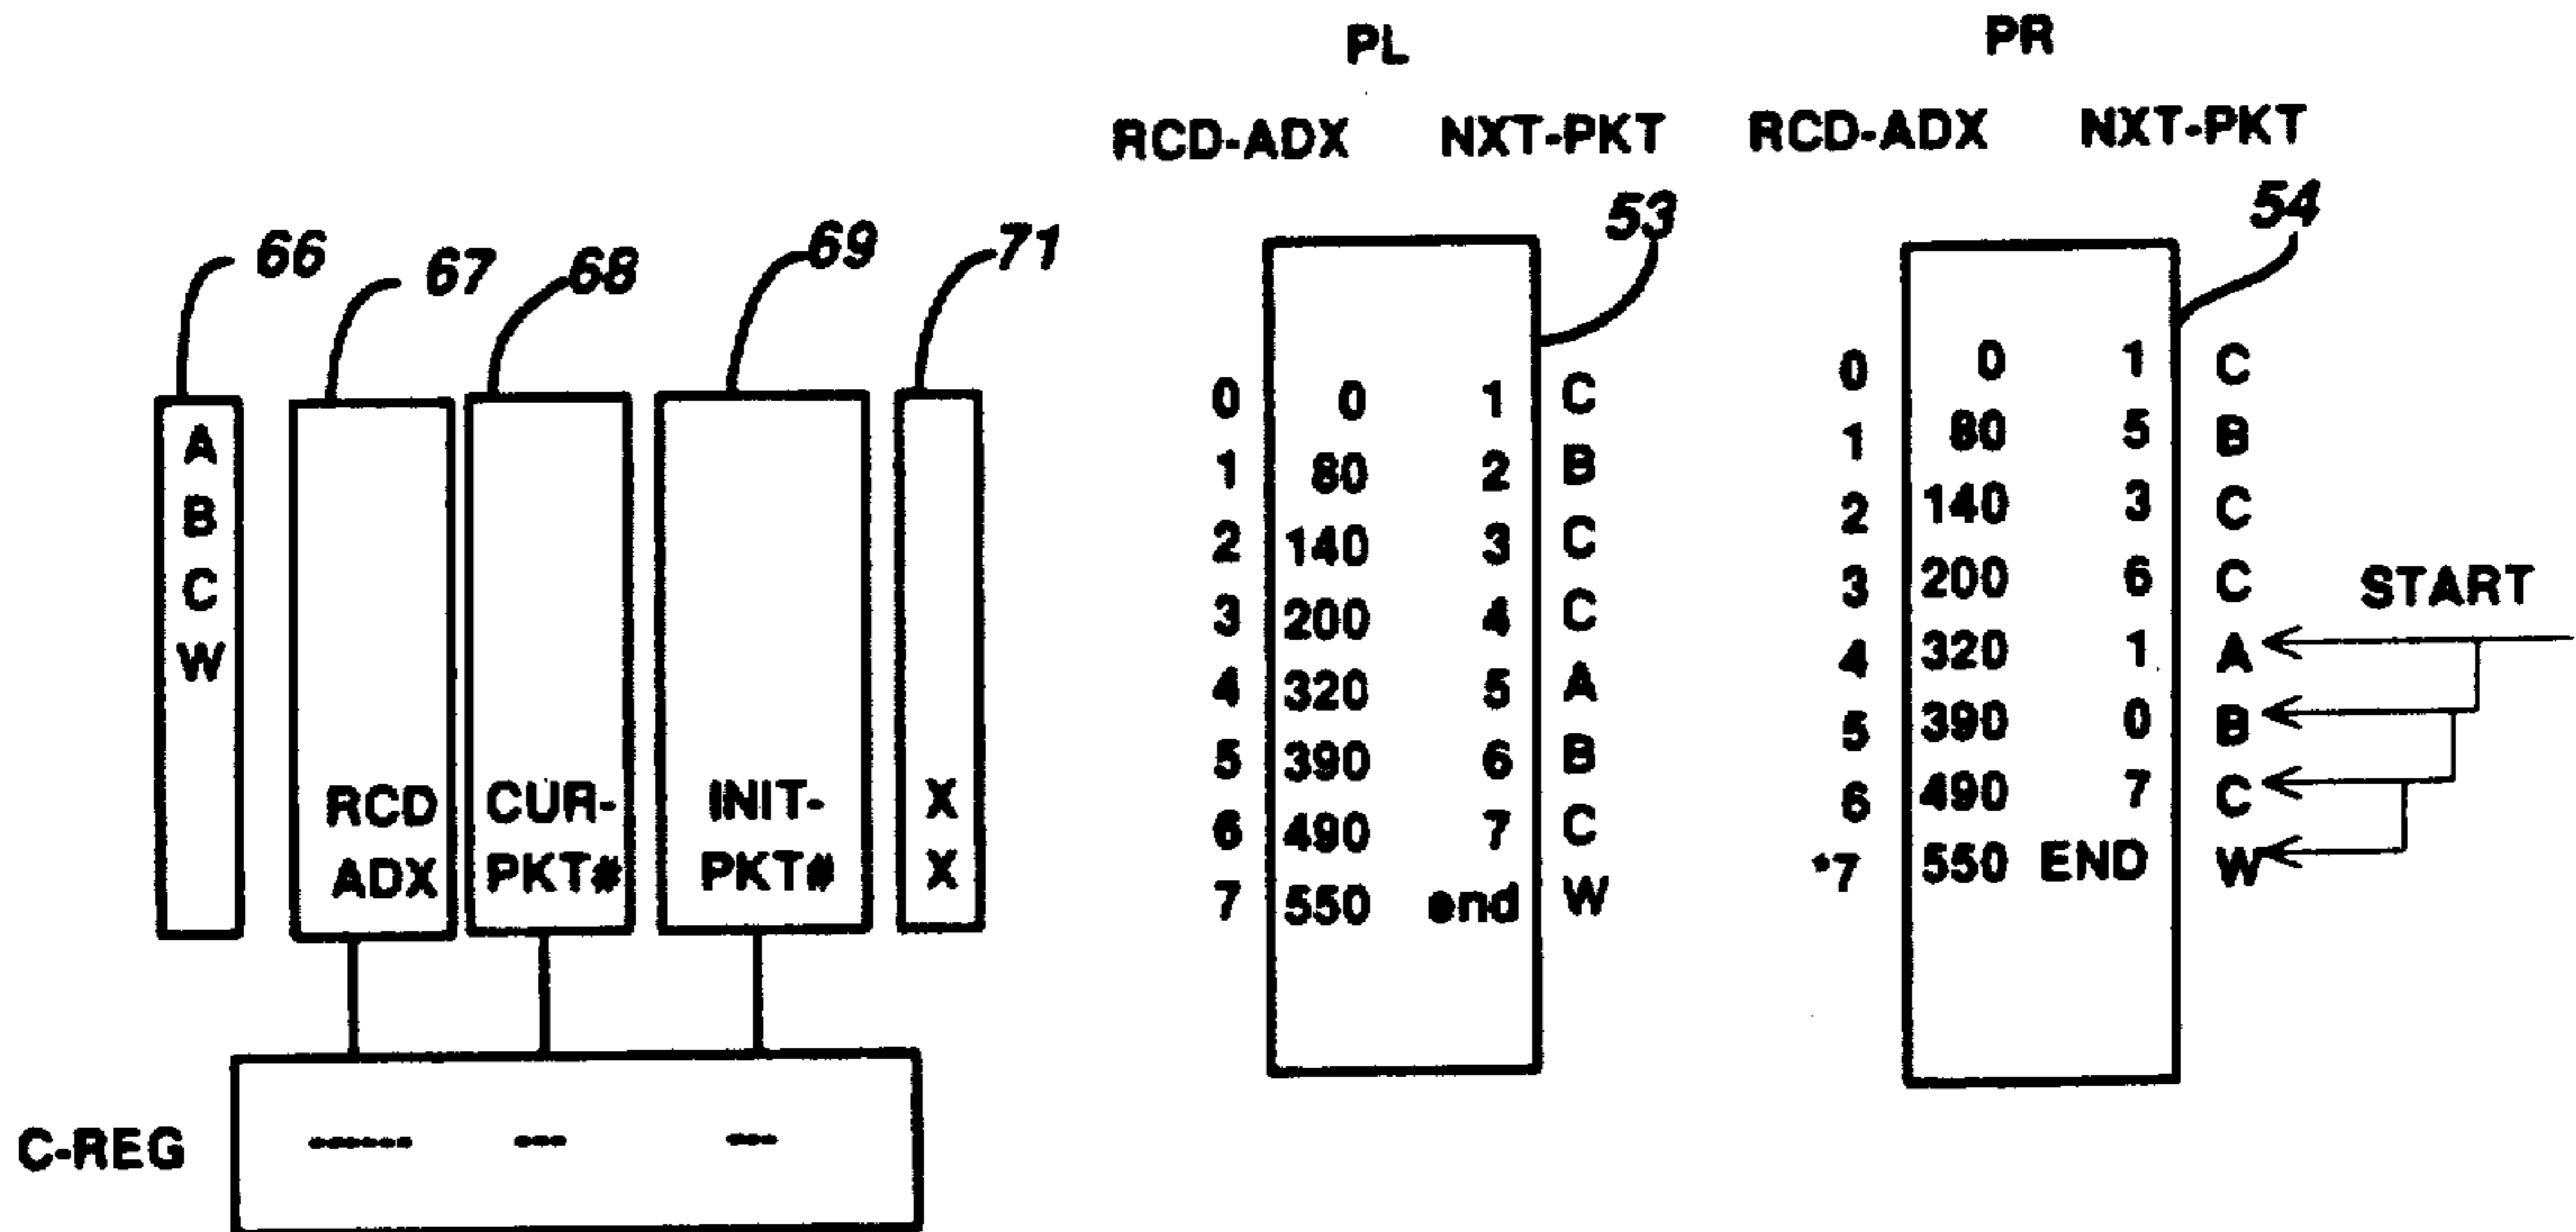 PL
PR
RCD-ADX NXT-PKT
RCD-ADX NXT-PKT
66
67
68
69
71
53
54
A
B
C
W
RCD
ADX
CUR-
PKT#
INIT-
PKT#
X
X
C-REG ------ --- ---
0 0 1 C
1 80 2 B
2 140 3 C
3 200 4 C
4 320 5 A
5 390 6 B
6 490 7 C
7 550 end W
0 0 1 C
1 80 5 B
2 140 3 C
3 200 6 C
4 320 1 A
5 390 0 B
6 490 7 C
*7 550 END W
START